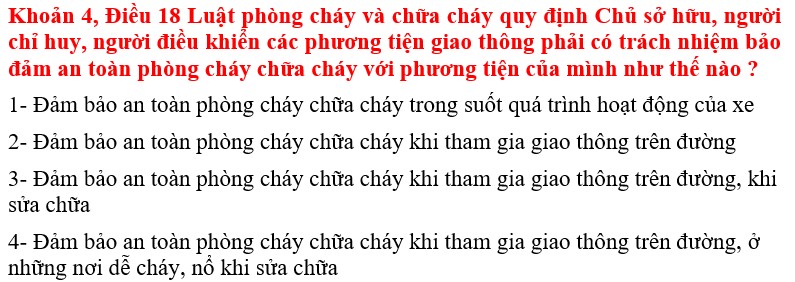 Khoản 4, Điều 18 Luật phòng cháy và chữa cháy quy định Chủ sở hữu, người
chỉ huy, người điều khiển các phương tiện giao thông phải có trách nhiệm bảo
đảm an toàn phòng cháy chữa cháy với phương tiện của mình như thế nào ?
1- Đảm bảo an toàn phòng cháy chữa cháy trong suốt quá trình hoạt động của xe
2- Đảm bảo an toàn phòng cháy chữa cháy khi tham gia giao thông trên đường
3- Đảm bảo an toàn phòng cháy chữa cháy khi tham gia giao thông trên đường, khi
sửa chữa
4- Đảm bảo an toàn phòng cháy chữa cháy khi tham gia giao thông trên đường, ở
những nơi dễ cháy, nổ khi sửa chữa